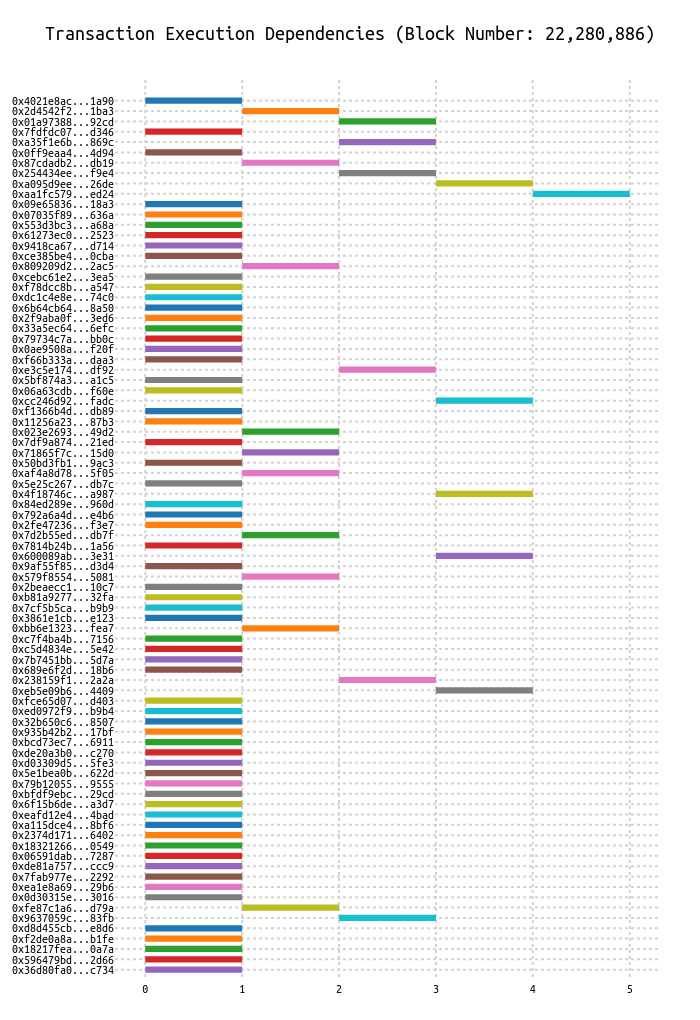 Transaction Execution Dependencies (Block Number: 22,280,886)
0x4021e8ac...1a90
0x2d4542f2...1ba3
0x01a97388...92cd
0x7fdfdc07...d346
0xa35f1e6b...869c
0x0ff9eaa4...4d94
0x87cdadb2...db19
0x254434ee...f9e4
0xa095d9ee...26de
0xaa1fc579...ed24
0x09e65836...18a3
0x07035f89...636a
0x553d3bc3...a68a
0x61273ec0...2523
0x9418ca67...d714
0xce385be4...0cba
0x809209d2...2ac5
0xcebc61e2...3ea5
0xf78dcc8b...a547
0xdc1c4e8e...74c0
0x6b64cb64...8a50
0x2f9aba0f...3ed6
0x33a5ec64...6efc
0x79734c7a...bb0c
0x0ae9508a...f20f
0xf66b333a...daa3
0xe3c5e174...df92
0x5bf874a3...a1c5
0x06a63cdb...f60e
0xcc246d92...fadc
0xf1366b4d...db89
0x11256a23...87b3
0x023e2693...49d2
0x7df9a874...21ed
0x71865f7c...15d0
0x50bd3fb1...9ac3
0xaf4a8d78...5f05
0x5e25c267...db7c
0x4f18746c...a987
0x84ed289e...960d
0x792a6a4d...e4b6
0x2fe47236...f3e7
0x7d2b55ed...db7f
0x7814b24b...1a56
0x600089ab...3e31
0x9af55f85...d3d4
0x579f8554...5081
0x2beaecc1...10c7
0xb81a9277...32fa
0x7cf5b5ca...b9b9
0x3861e1cb...e123
0xbb6e1323...fea7
0xc7f4ba4b...7156
0xc5d4834e...5e42
0x7b7451bb...5d7a
0x689e6f2d...18b6
0x238159f1...2a2a
0xeb5e09b6...4409
0xfce65d07...d403
0xed0972f9...b9b4
0x32b650c6...8507
0x935b42b2...17bf
0xbcd73ec7...6911
0xde20a3b0...c270
0xd03309d5...5fe3
0x5e1bea0b...622d
0x79b12055...9555
0xbfdf9ebc...29cd
0x6f15b6de...a3d7
0xeafd12e4...4bad
0xa115dce4...8bf6
0x2374d171...6402
0x18321266...0549
0x06591dab...7287
0xde81a757...ccc9
0x7fab977e...2292
0xea1e8a69...29b6
0x0d30315e...3016
0xfe87c1a6...d79a
0x9637059c...83fb
0xd8d455cb...e8d6
0xf2de0a8a...b1fe
0x18217fea...0a7a
0x596479bd...2d66
0x36d80fa0...c734
0 1 2 3 4 5